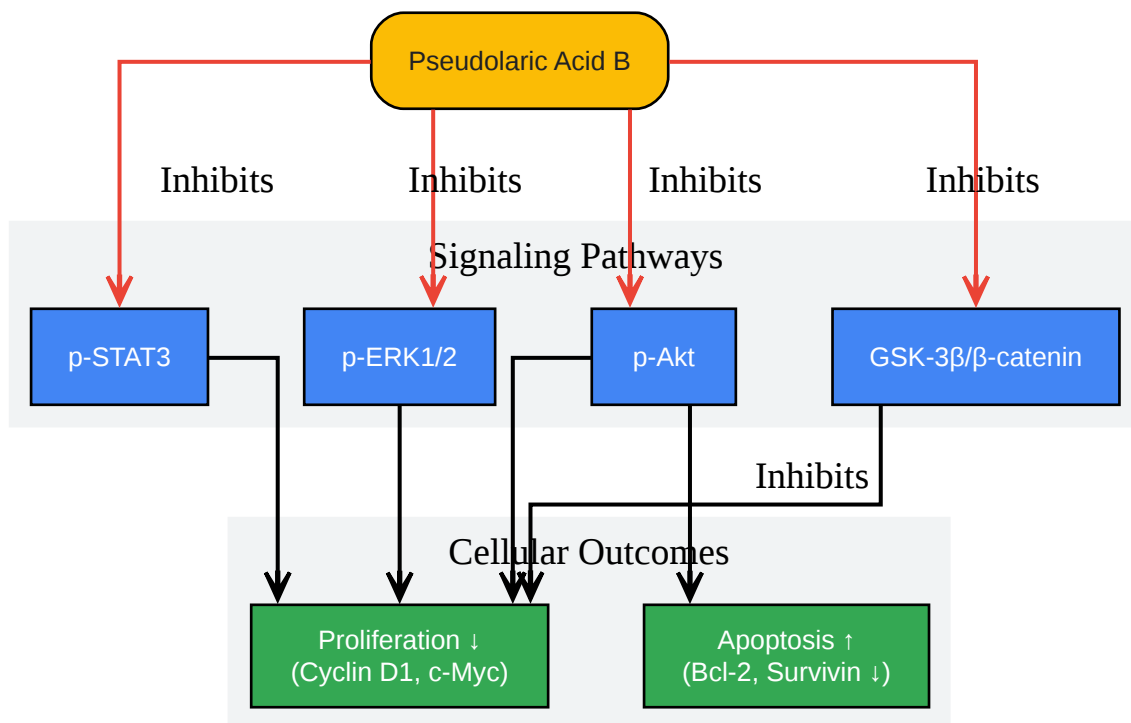 Pseudolaric Acid B
Inhibits
Inhibits
Inhibits
Inhibits
Signaling Pathways
p-STAT3
p-ERK1/2
p-Akt
GSK-3β/β-catenin
Inhibits
Cellular Outcomes
Proliferation ↓
(Cyclin D1, c-Myc)
Apoptosis ↑
(Bcl-2, Survivin ↓)